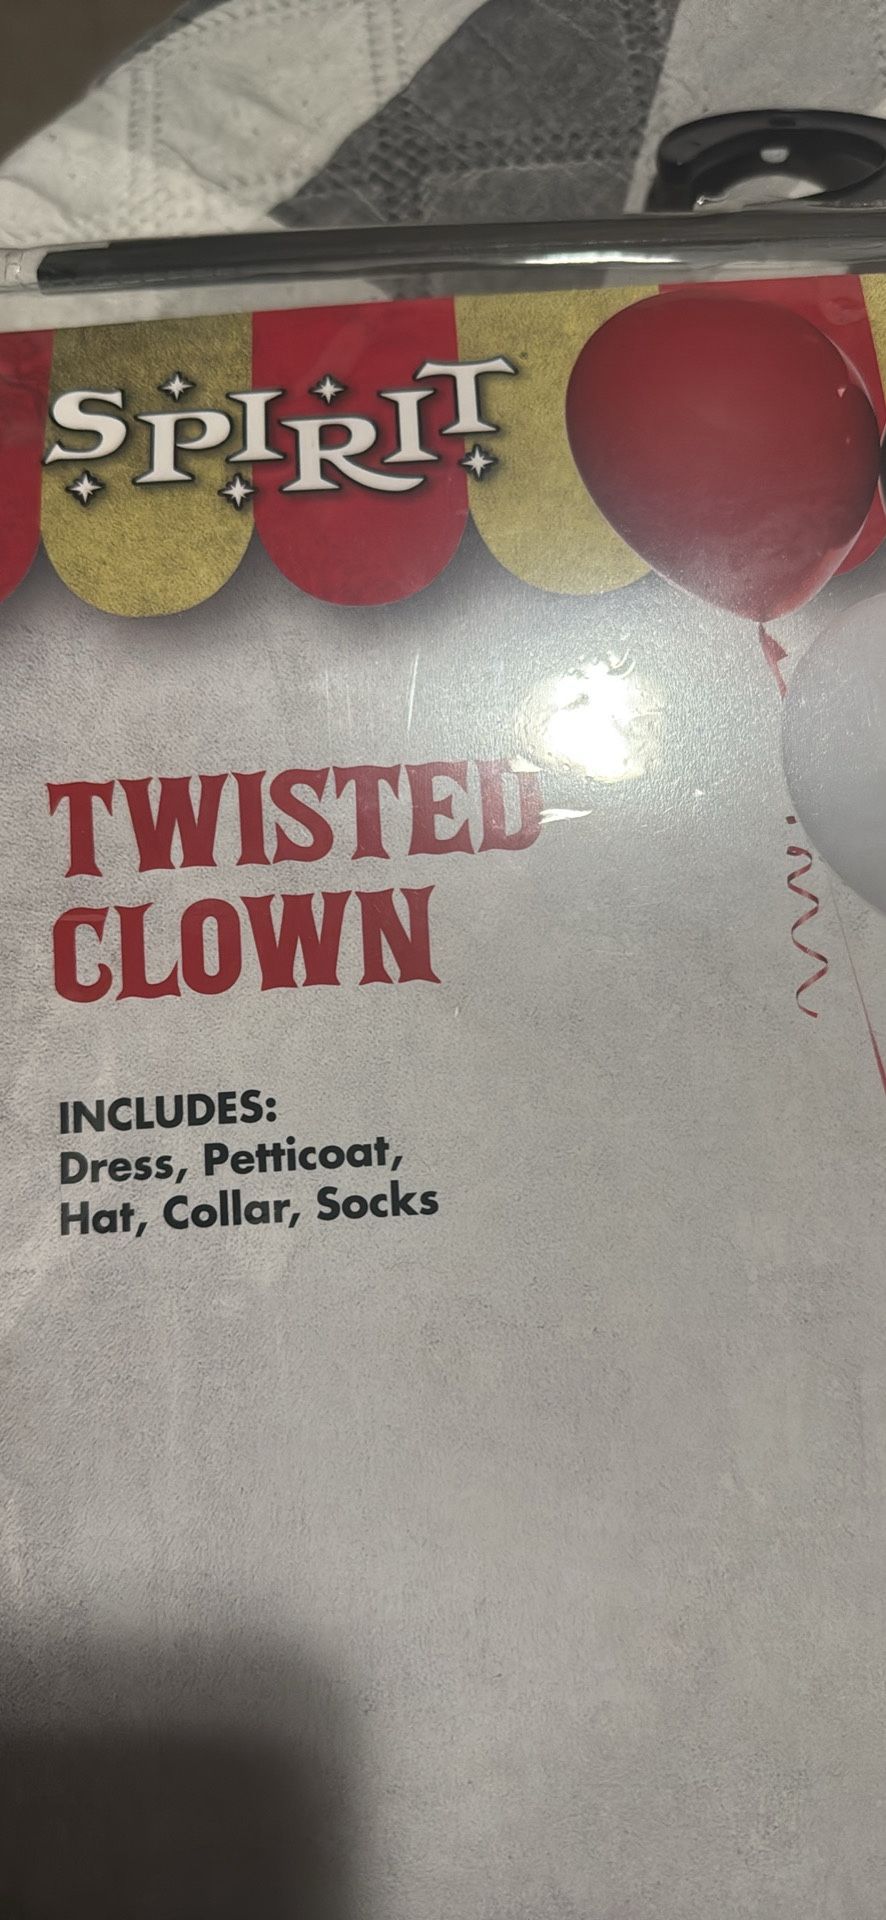 SPIRIT
TWISTED
CLOWN
INCLUDES:
Dress, Petticoat,
Hat, Collar, Socks